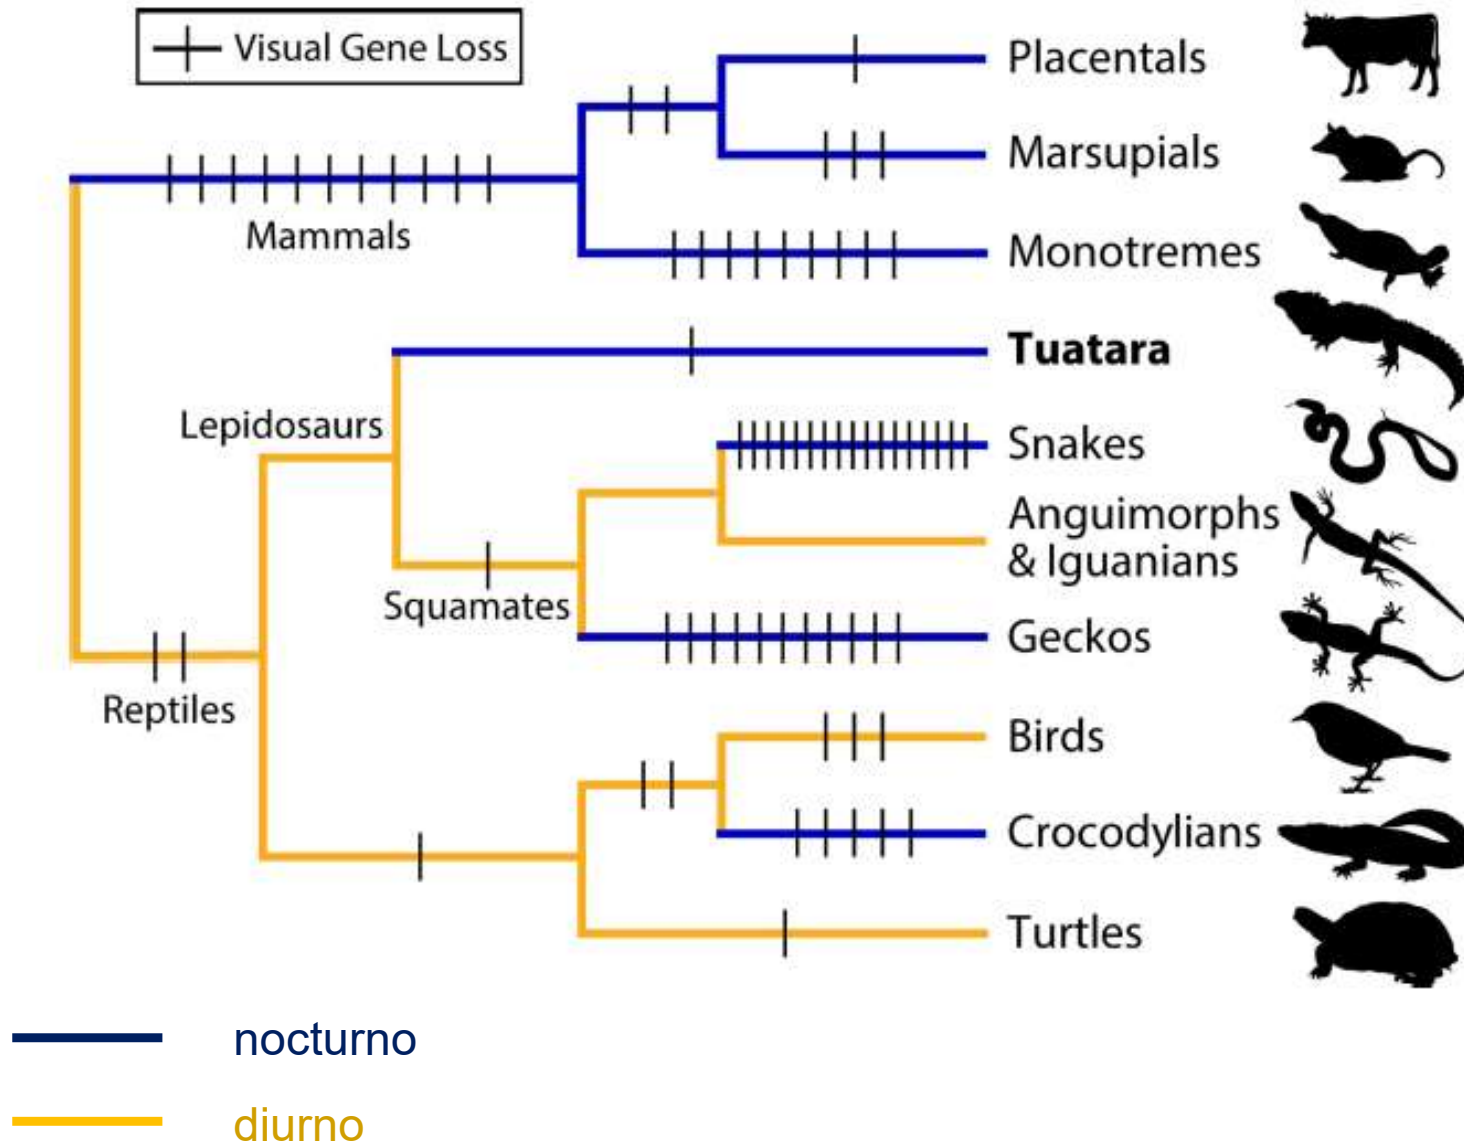 Visual Gene Loss
Placentals
Marsupials
Mammals
Monotremes
Tuatara
Lepidosaurs
Snakes
Anguimorphs
& Iguanians
Squamates
Geckos
Reptiles
Birds
Crocodylians
Turtles
nocturno
diurno